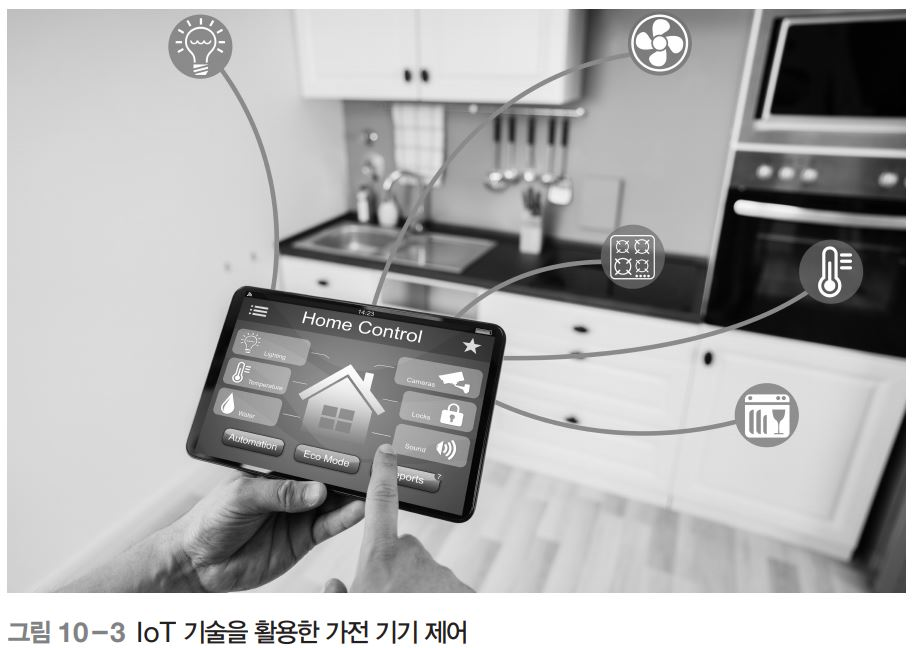 14:23
Home Control
Lighting
Cameras
Temperature
Locks
Water
Sound
Automation
Eco Mode
eports
7
그림 10-3 IoT 기술을 활용한 가전 기기 제어